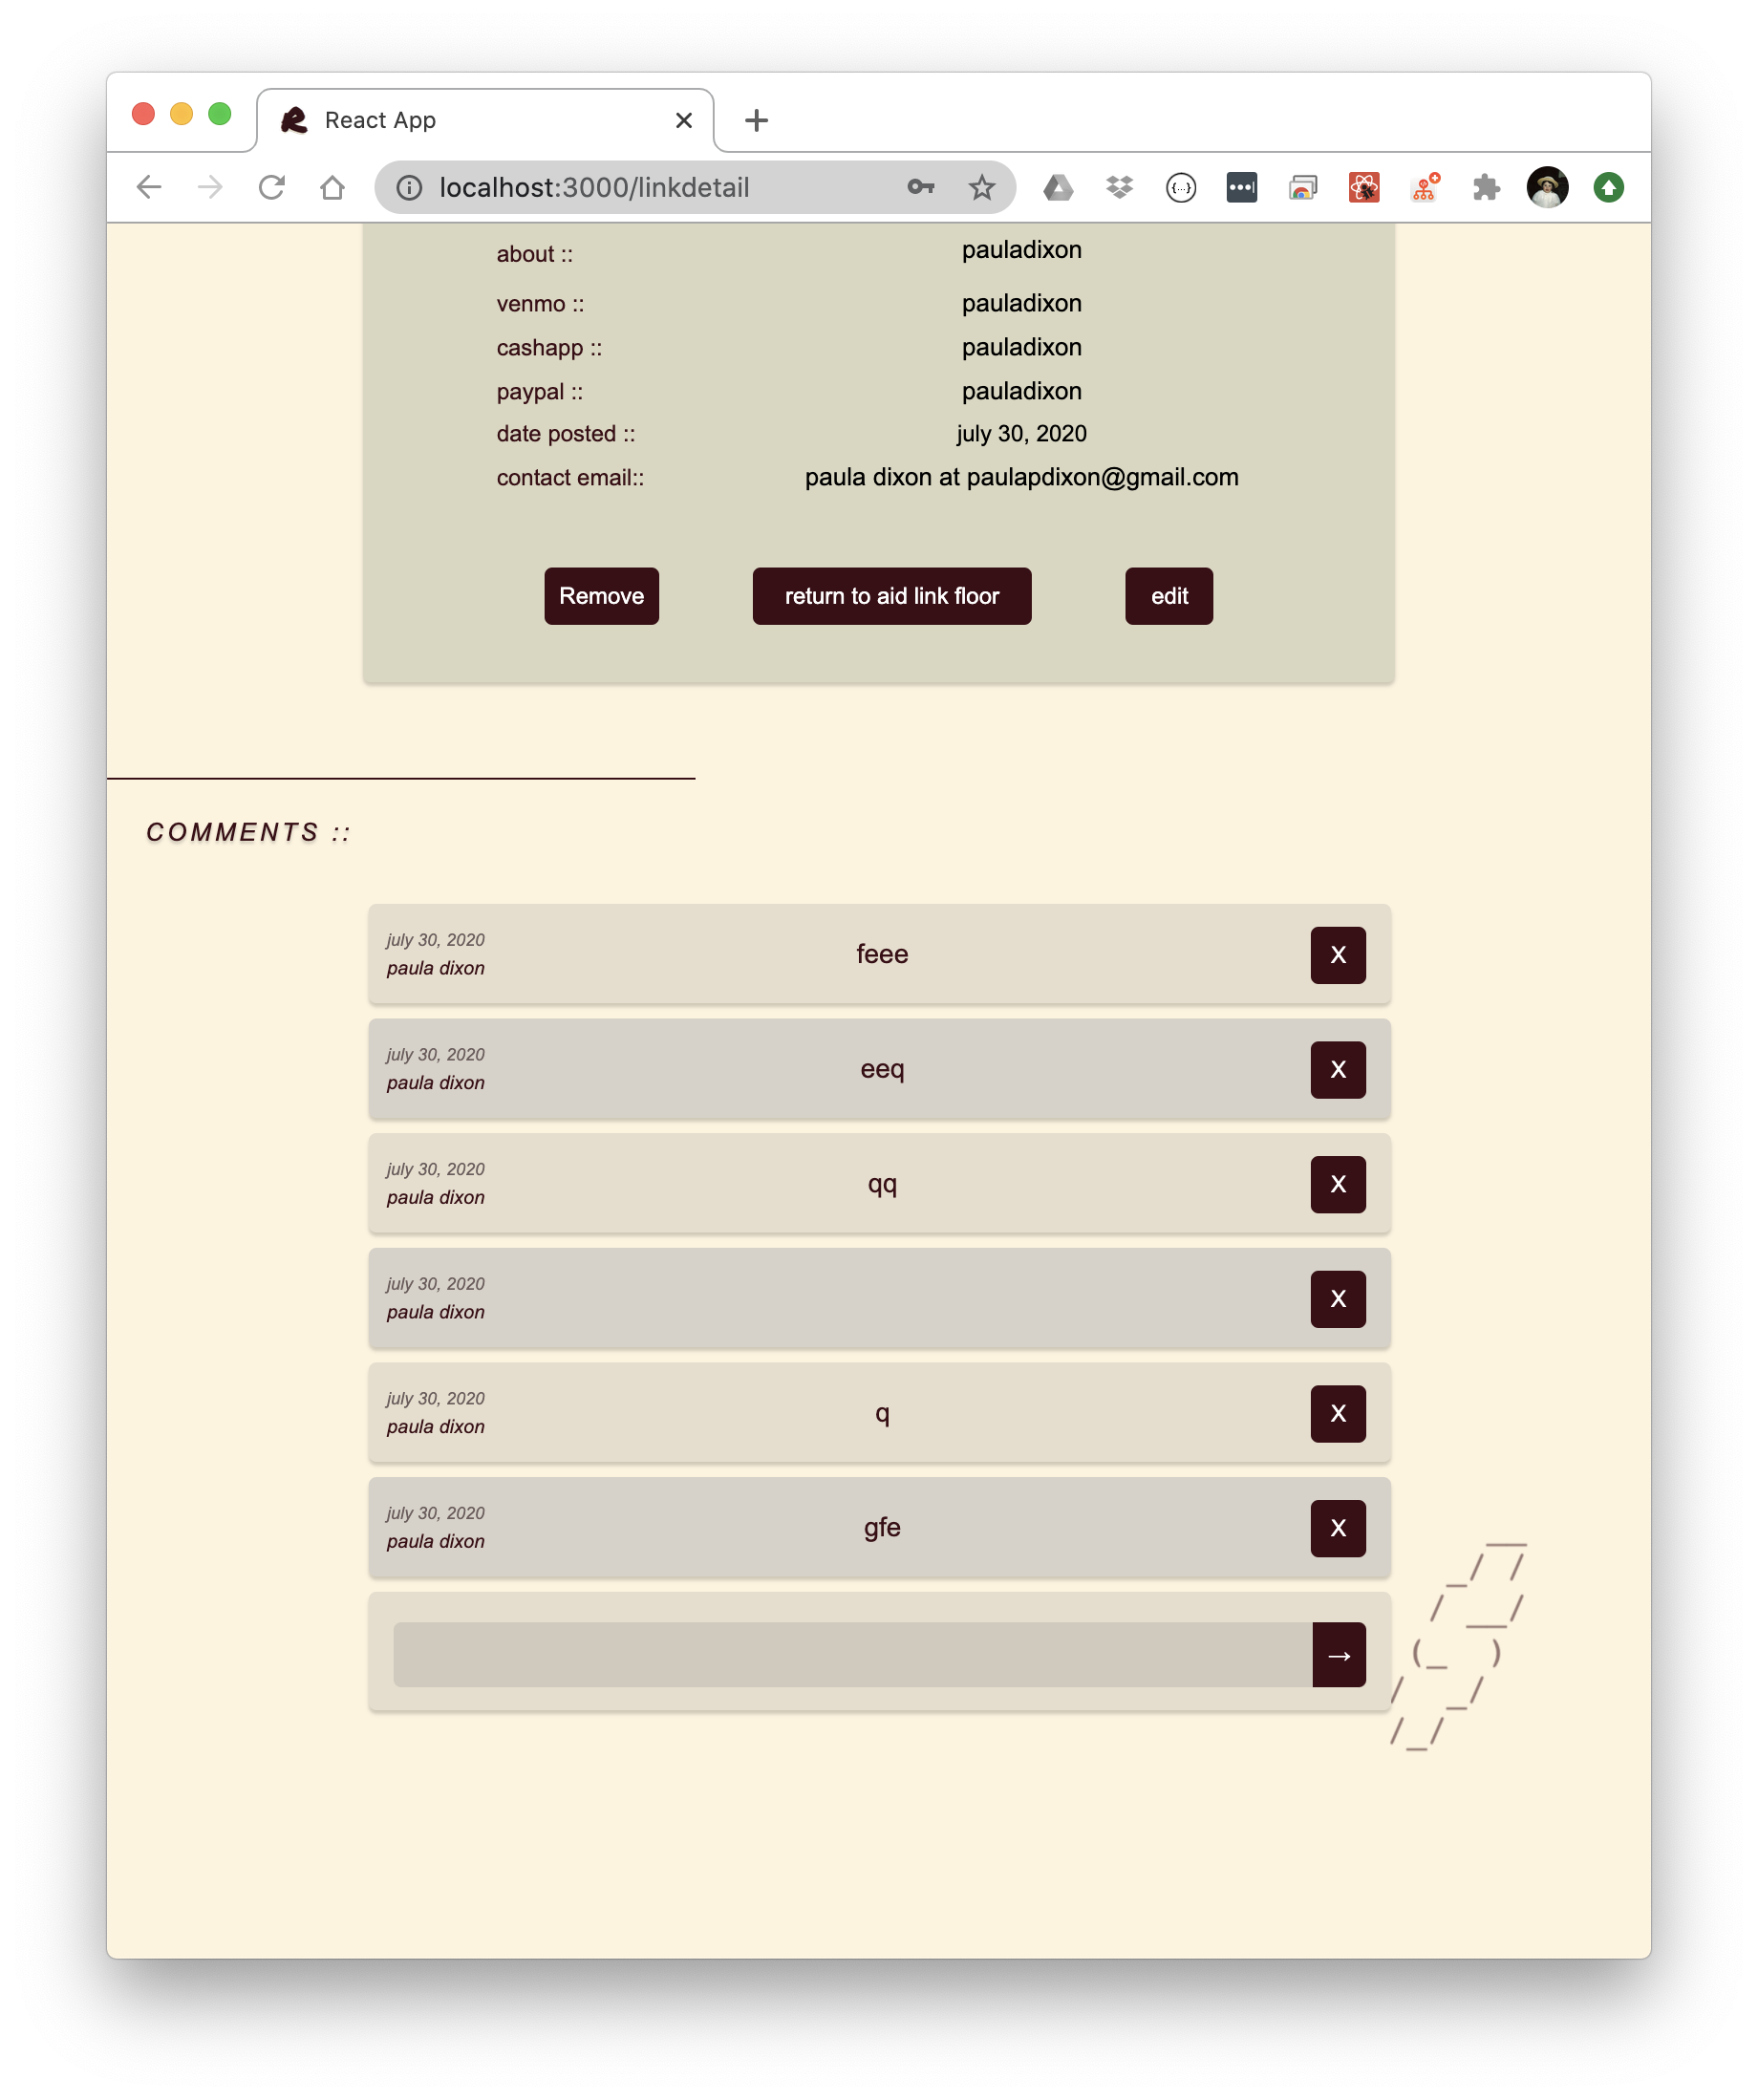 React App
localhost:3000/linkdetail
about :: pauladixon
venmo :: pauladixon
cashapp :: pauladixon
paypal :: pauladixon
date posted :: july 30, 2020
contact email:: paula dixon at paulapdixon@gmail.com
Remove return to aid link floor edit
COMMENTS ::
july 30, 2020
paula dixon
feee X
july 30, 2020
paula dixon
eeq X
july 30, 2020
paula dixon
qq X
july 30, 2020
paula dixon
X
july 30, 2020
paula dixon
q X
july 30, 2020
paula dixon
gfe X
→